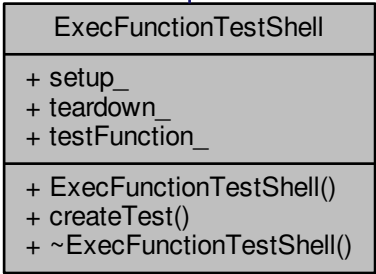 ExecFunctionTestShell
+ setup_
+ teardown_
+ testFunction_
+ ExecFunctionTestShell()
+ createTest()
+ ~ExecFunctionTestShell()